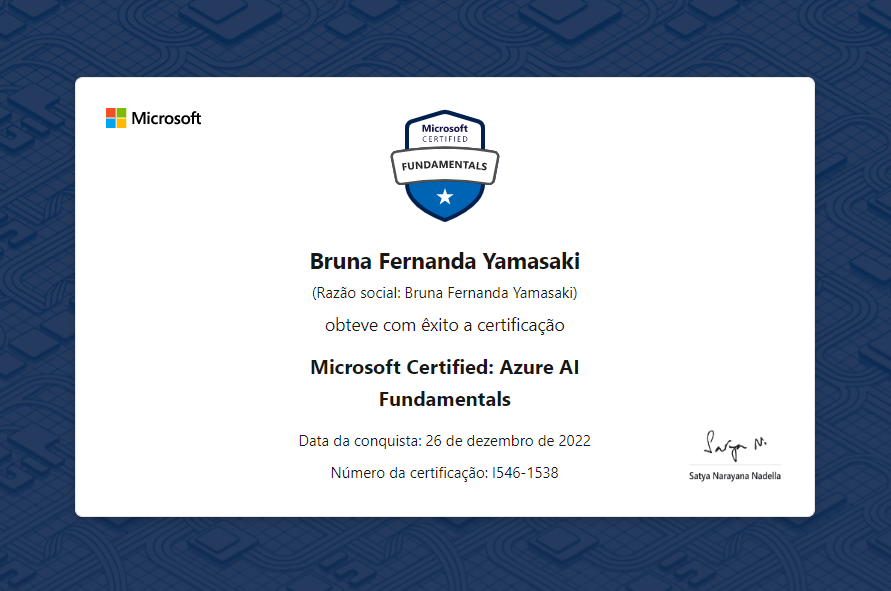 Microsoft
Microsoft
CERTIFIED
FUNDAMENTALS
Bruna Fernanda Yamasaki
(Razão social: Bruna Fernanda Yamasaki)
obteve com êxito a certificação
Microsoft Certified: Azure AI
Fundamentals
Data da conquista: 26 de dezembro de 2022
Número da certificação: I546-1538
Satya N.
Satya Narayana Nadella